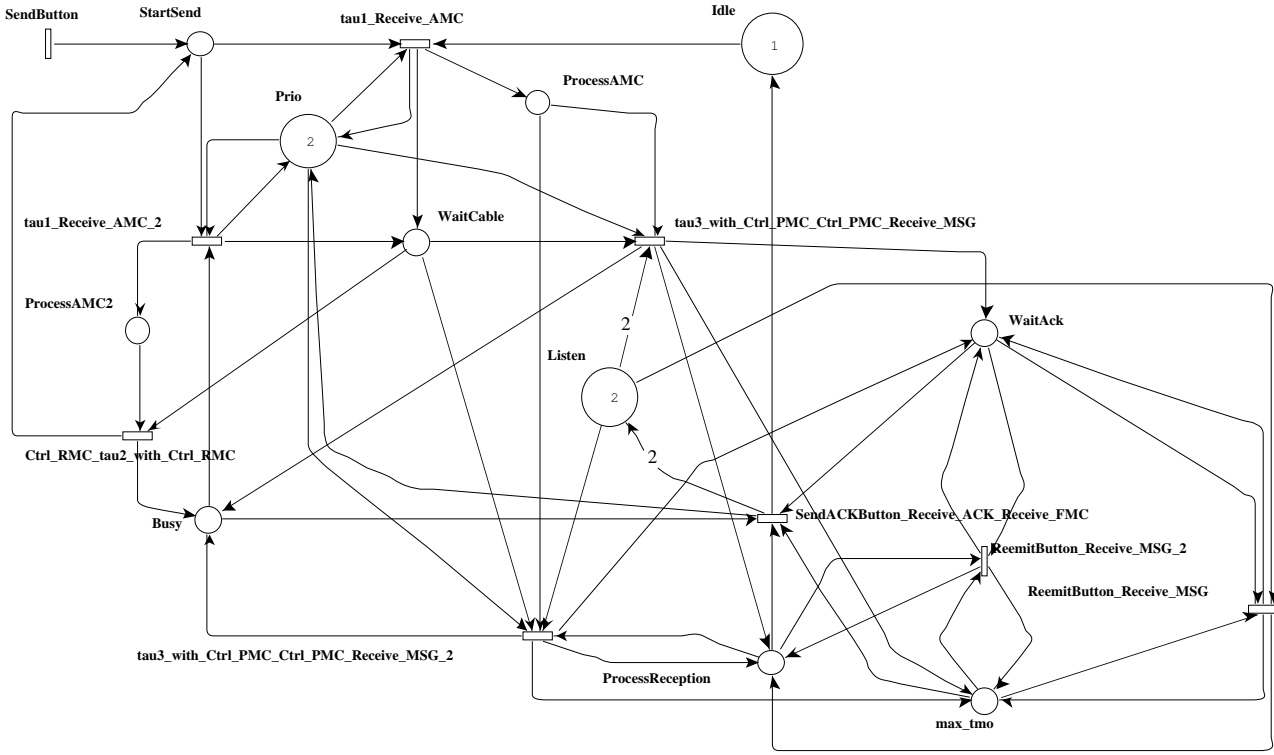 SendButton
StartSend
tau1_Receive_AMC
Idle
1
ProcessAMC
Prio
2
tau1_Receive_AMC_2
WaitCable
tau3_with_Ctrl_PMC_Ctrl_PMC_Receive_MSG
ProcessAMC2
WaitAck
2
Listen
2
Ctrl_RMC_tau2_with_Ctrl_RMC
2
Busy
SendACKButton_Receive_ACK_Receive_FMC
ReemitButton_Receive_MSG_2
ReemitButton_Receive_MSG
tau3_with_Ctrl_PMC_Ctrl_PMC_Receive_MSG_2
ProcessReception
max_tmo